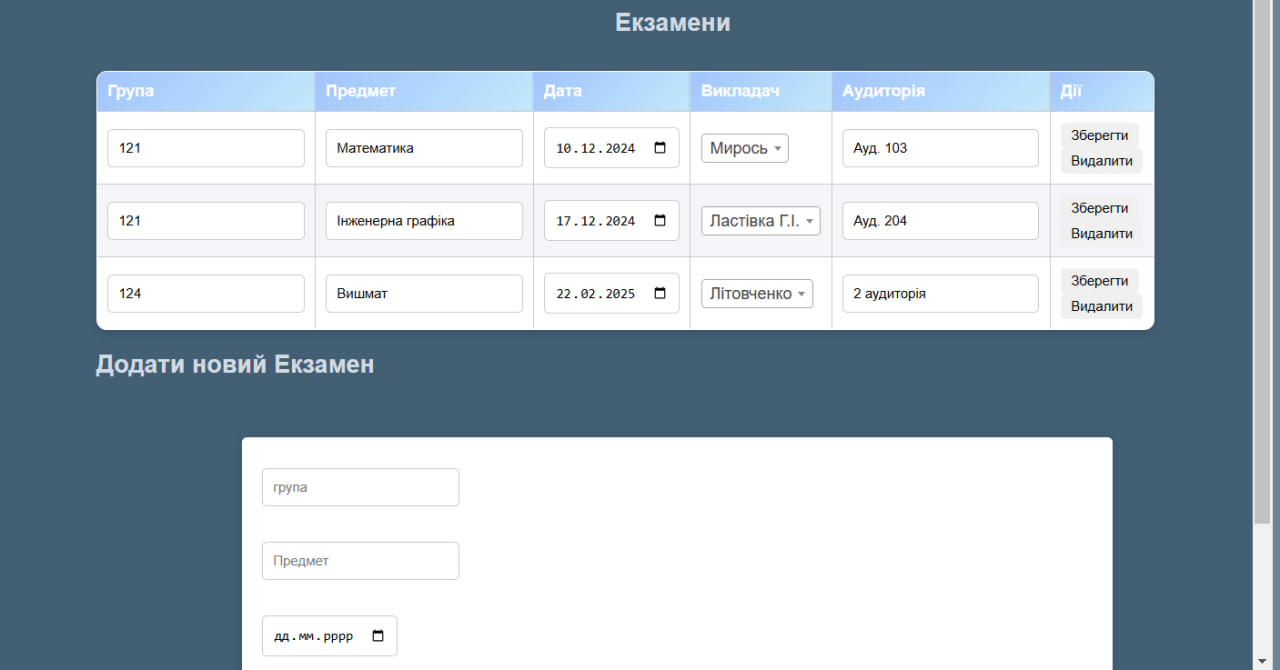 Екзамени
Група Предмет Дата Викладач Аудиторія Дії
121 Математика 10.12.2024 Мирось Ауд. 103 Зберегти
Видалити
121 Інженерна графіка 17.12.2024 Ластівка Г.І. Ауд. 204 Зберегти
Видалити
124 Вишмат 22.02.2025 Літовченко 2 аудиторія Зберегти
Видалити
Додати новий Екзамен
група
Предмет
дд.мм.рррр